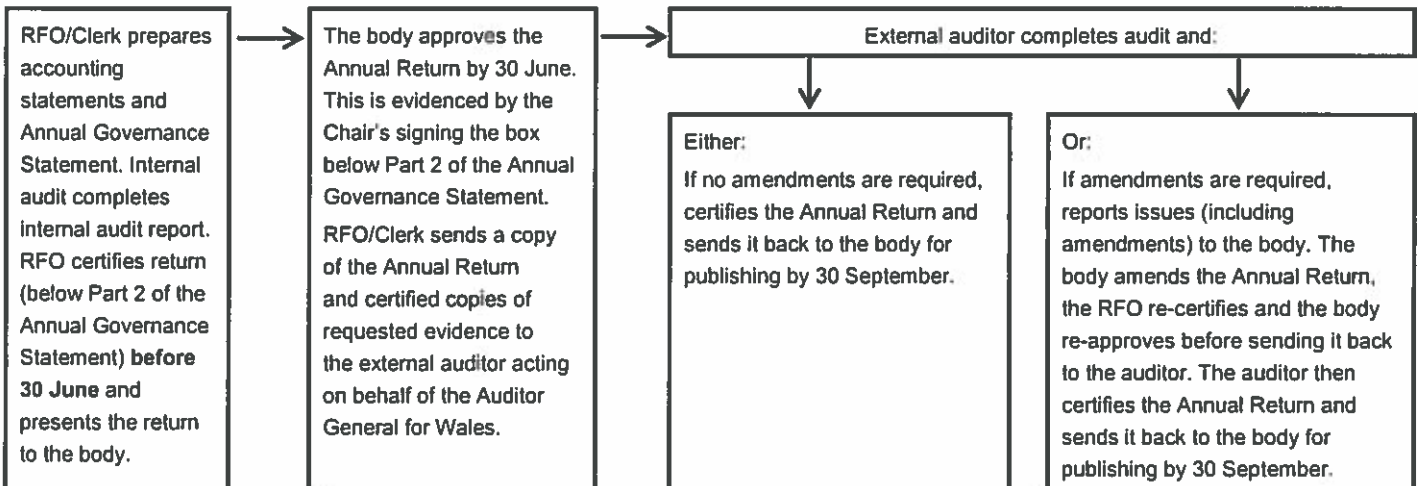 RFO/Clerk prepares
accounting
statements and
Annual Governance
Statement. Internal
audit completes
internal audit report.
RFO certifies return
(below Part 2 of the
Annual Governance
Statement) before
30 June and
presents the return
to the body.
The body approves the
Annual Return by 30 June.
This is evidenced by the
Chair's signing the box
below Part 2 of the Annual
Governance Statement.
RFO/Clerk sends a copy
of the Annual Return
and certified copies of
requested evidence to
the external auditor acting
on behalf of the Auditor
General for Wales.
External auditor completes audit and:
Either:
If no amendments are required,
certifies the Annual Return and
sends it back to the body for
publishing by 30 September.
Or:
If amendments are required,
reports issues (including
amendments) to the body. The
body amends the Annual Return,
the RFO re-certifies and the body
re-approves before sending it back
to the auditor. The auditor then
certifies the Annual Return and
sends it back to the body for
publishing by 30 September.